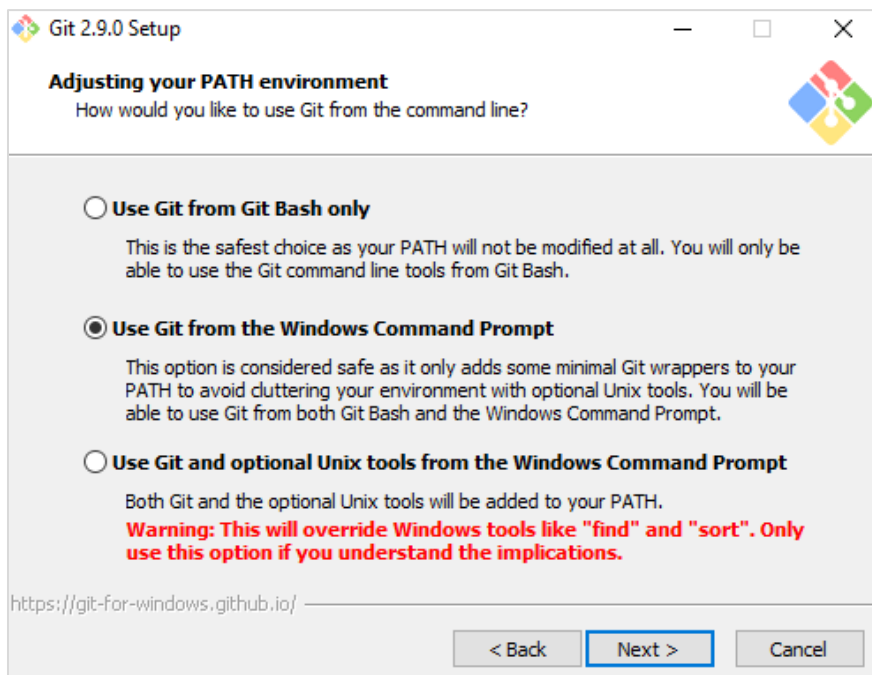 Git 2.9.0 Setup
Adjusting your PATH environment
How would you like to use Git from the command line?
Use Git from Git Bash only
This is the safest choice as your PATH will not be modified at all. You will only be
able to use the Git command line tools from Git Bash.
Use Git from the Windows Command Prompt
This option is considered safe as it only adds some minimal Git wrappers to your
PATH to avoid cluttering your environment with optional Unix tools. You will be
able to use Git from both Git Bash and the Windows Command Prompt.
Use Git and optional Unix tools from the Windows Command Prompt
Both Git and the optional Unix tools will be added to your PATH.
Warning: This will override Windows tools like "find" and "sort". Only
use this option if you understand the implications.
https://git-for-windows.github.io/
< Back Next > Cancel